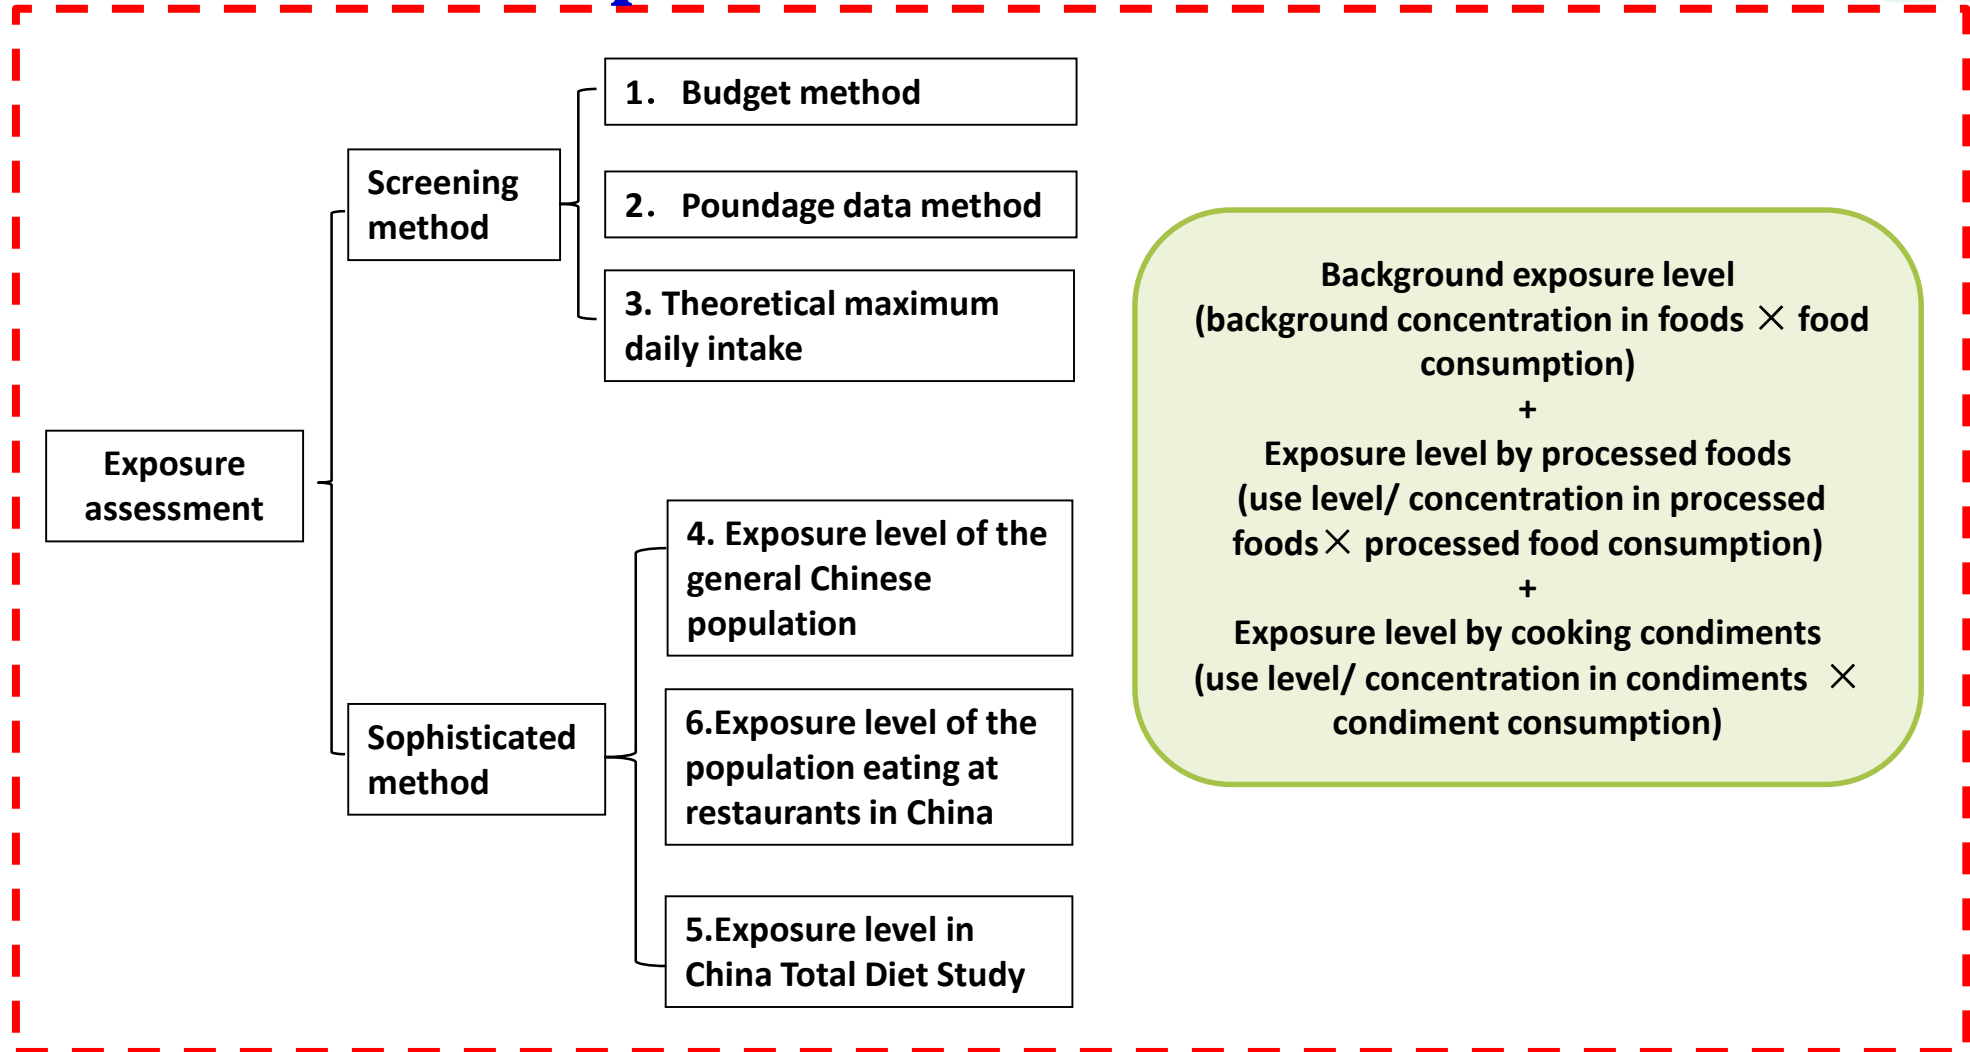 Exposure
assessment
Screening
method
1. Budget method
2. Poundage data method
3. Theoretical maximum
daily intake
Sophisticated
method
4. Exposure level of the
general Chinese
population
6.Exposure level of the
population eating at
restaurants in China
5.Exposure level in
China Total Diet Study
Background exposure level
(background concentration in foods × food
consumption)
+
Exposure level by processed foods
(use level/ concentration in processed
foods× processed food consumption)
+
Exposure level by cooking condiments
(use level/ concentration in condiments ×
condiment consumption)